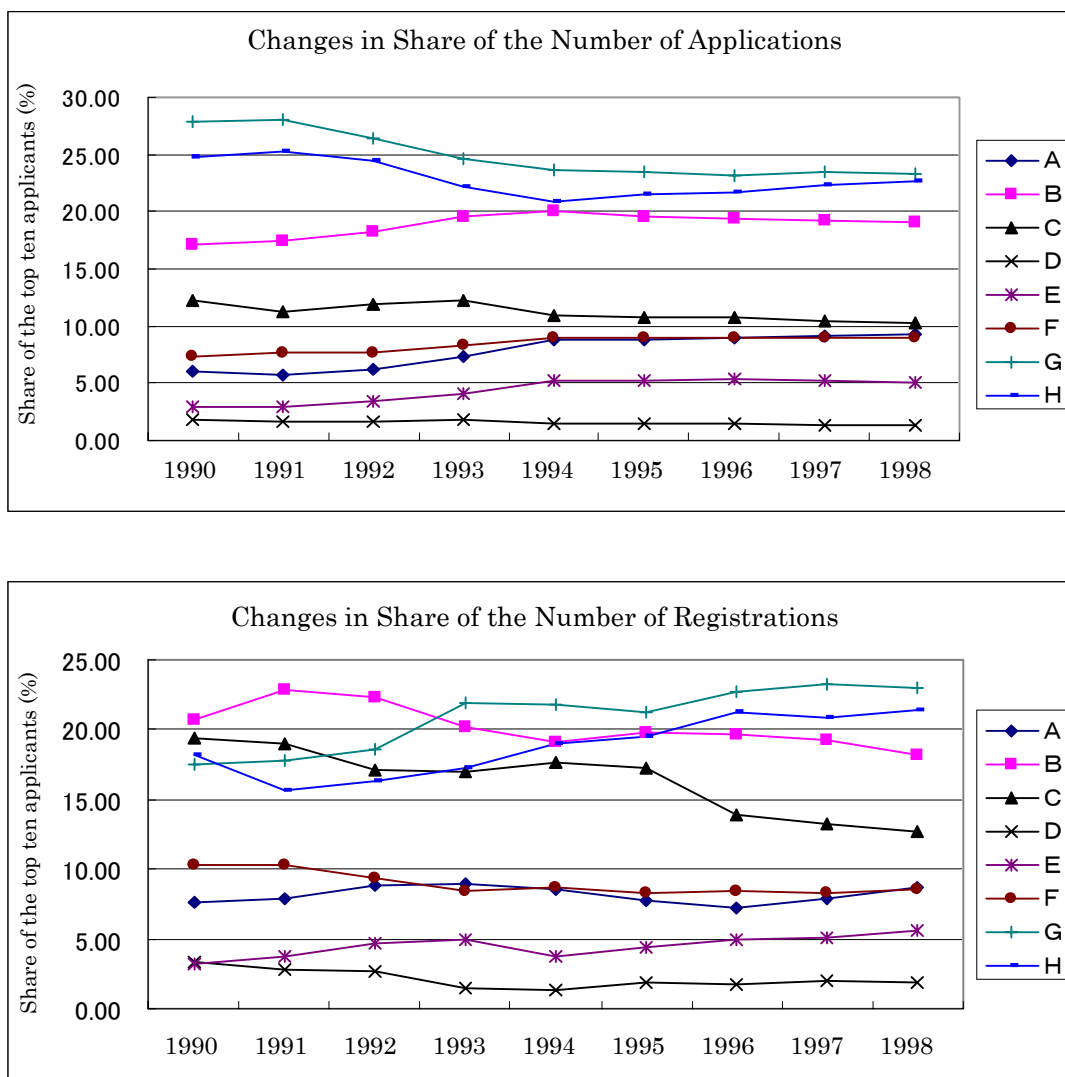 Changes in Share of the Number of Applications
Share of the top ten applicants (%)
30.00
25.00
20.00
15.00
10.00
5.00
0.00
1990 1991 1992 1993 1994 1995 1996 1997 1998
A
B
C
D
E
F
G
H
Changes in Share of the Number of Registrations
Share of the top ten applicants (%)
25.00
20.00
15.00
10.00
5.00
0.00
1990 1991 1992 1993 1994 1995 1996 1997 1998
A
B
C
D
E
F
G
H